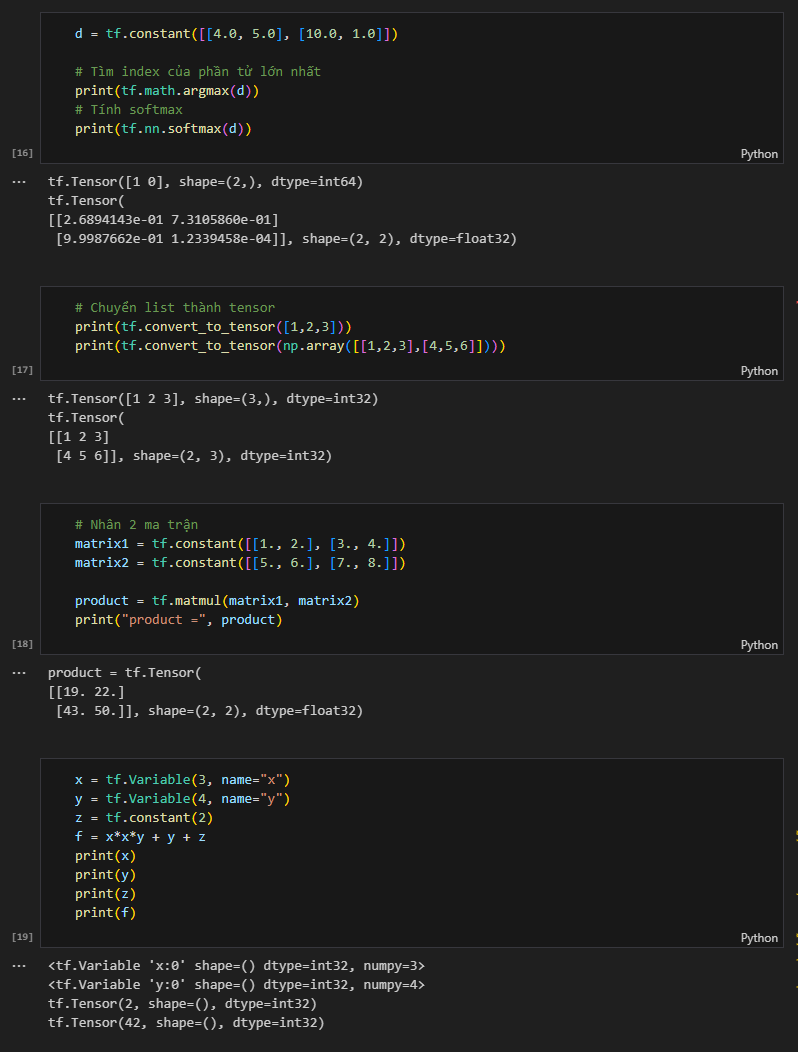 d = tf.constant([[4.0, 5.0], [10.0, 1.0]])
# Tìm index của phần tử lớn nhất
print(tf.math.argmax(d))
# Tính softmax
print(tf.nn.softmax(d))
[16]
Python
... tf.Tensor([1 0], shape=(2,), dtype=int64)
tf.Tensor(
[[2.6894143e-01 7.3105860e-01]
 [9.9987662e-01 1.2339458e-04]], shape=(2, 2), dtype=float32)
# Chuyển list thành tensor
print(tf.convert_to_tensor([1,2,3]))
print(tf.convert_to_tensor(np.array([[1,2,3],[4,5,6]])))
[17]
Python
... tf.Tensor([1 2 3], shape=(3,), dtype=int32)
tf.Tensor(
[[1 2 3]
 [4 5 6]], shape=(2, 3), dtype=int32)
# Nhân 2 ma trận
matrix1 = tf.constant([[1., 2.], [3., 4.]])
matrix2 = tf.constant([[5., 6.], [7., 8.]])
product = tf.matmul(matrix1, matrix2)
print("product =", product)
[18]
Python
... product = tf.Tensor(
[[19. 22.]
 [43. 50.]], shape=(2, 2), dtype=float32)
x = tf.Variable(3, name="x")
y = tf.Variable(4, name="y")
z = tf.constant(2)
f = x*x*y + y + z
print(x)
print(y)
print(z)
print(f)
[19]
Python
... <tf.Variable 'x:0' shape=() dtype=int32, numpy=3>
<tf.Variable 'y:0' shape=() dtype=int32, numpy=4>
tf.Tensor(2, shape=(), dtype=int32)
tf.Tensor(42, shape=(), dtype=int32)